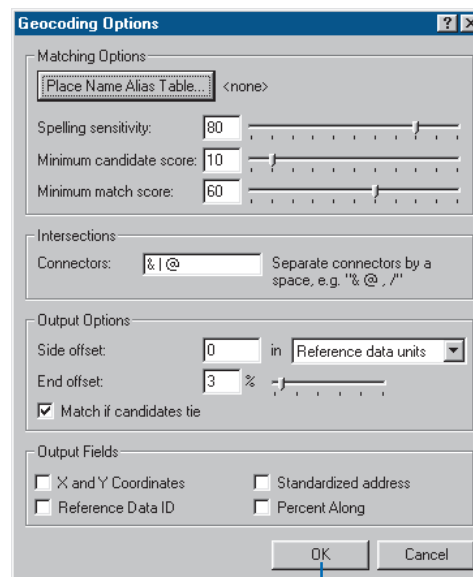 Geocoding Options
Matching Options
Place Name Alias Table... <none>
Spelling sensitivity: 80
Minimum candidate score: 10
Minimum match score: 60
Intersections
Connectors: & | @ Separate connectors by a
space, e.g. "& @ , /"
Output Options
Side offset: 0 in Reference data units
End offset: 3 %
Match if candidates tie
Output Fields
X and Y Coordinates Standardized address
Reference Data ID Percent Along
OK Cancel